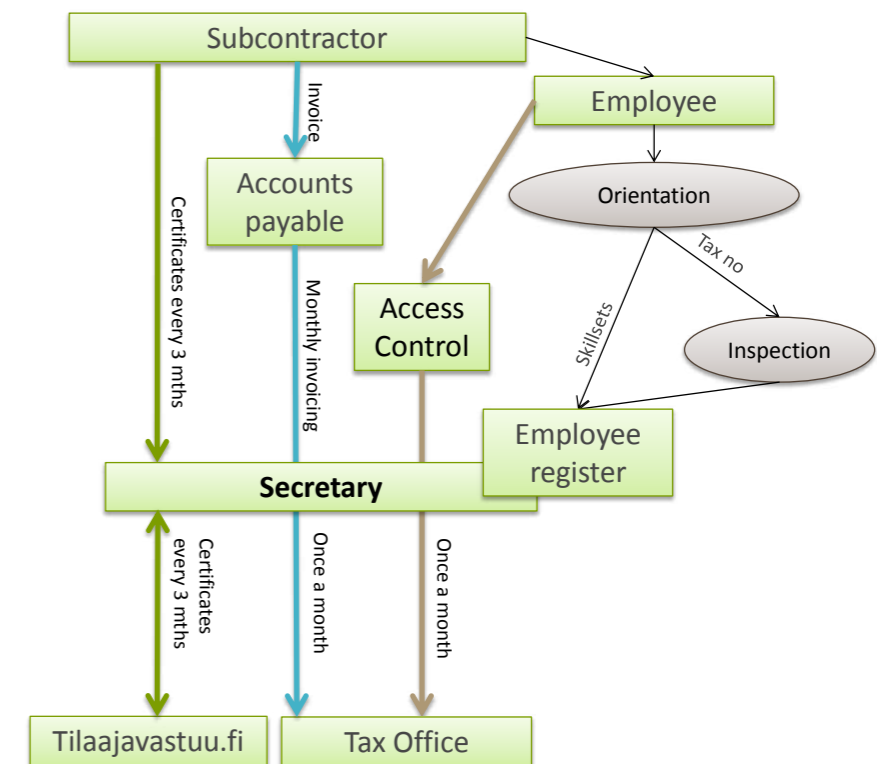 Subcontractor
Employee
Invoice
Accounts
payable
Orientation
Certificates every 3 mths
Tax no
Monthly invoicing
Access
Control
Skillsets
Inspection
Employee
register
Secretary
Certificates
every 3 mths
Once a month
Once a month
Tilaajavastuu.fi
Tax Office